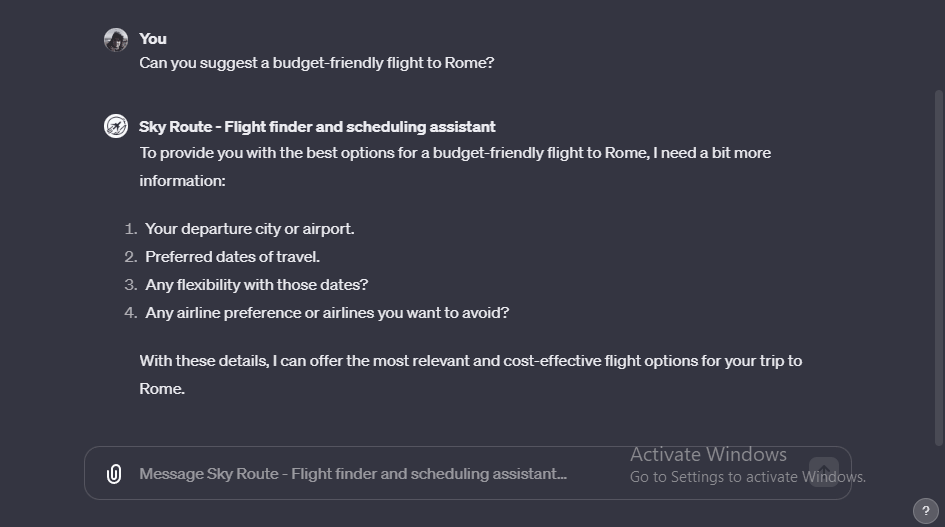 You
Can you suggest a budget-friendly flight to Rome?
Sky Route - Flight finder and scheduling assistant
To provide you with the best options for a budget-friendly flight to Rome, I need a bit more
information:
1. Your departure city or airport.
2. Preferred dates of travel.
3. Any flexibility with those dates?
4. Any airline preference or airlines you want to avoid?
With these details, I can offer the most relevant and cost-effective flight options for your trip to
Rome.
Activate Windows
Message Sky Route - Flight finder and scheduling assistant...
Go to Settings to activate Windows.
?